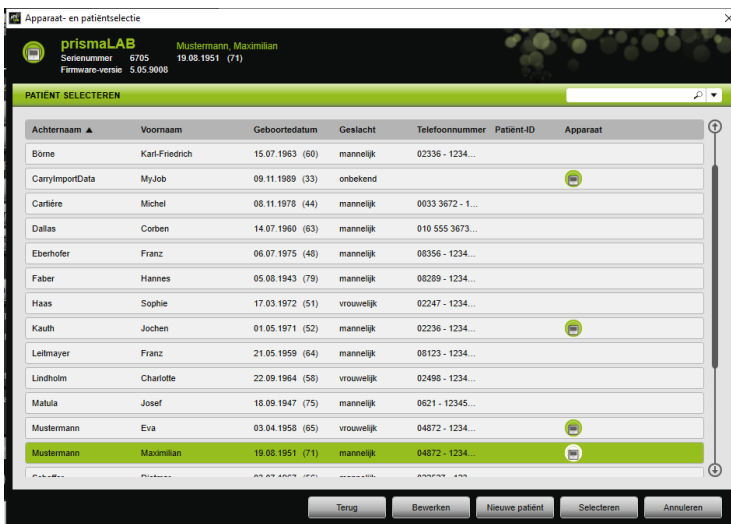 Apparaat- en patiëntselectie
prismaLAB Mustermann, Maximilian
Serienummer 6705 19.08.1951 (71)
Firmware-versie 5.05.9008
PATIËNT SELECTEREN
Achternaam ▲ Voornaam Geboortedatum Geslacht Telefoonnummer Patiënt-ID Apparaat
Börne Karl-Friedrich 15.07.1963 (60) mannelijk 02336 - 1234...
CarryImportData MyJob 09.11.1989 (33) onbekend
Cartiére Michel 08.11.1978 (44) mannelijk 0033 3672 - 1...
Dallas Corben 14.07.1960 (63) mannelijk 010 555 3673...
Eberhofer Franz 06.07.1975 (48) mannelijk 08356 - 1234...
Faber Hannes 05.08.1943 (79) mannelijk 08289 - 1234...
Haas Sophie 17.03.1972 (51) vrouwelijk 02247 - 1234...
Kauth Jochen 01.05.1971 (52) mannelijk 02236 - 1234...
Leitmayer Franz 21.05.1959 (64) mannelijk 08123 - 1234...
Lindholm Charlotte 22.09.1964 (58) vrouwelijk 02498 - 1234...
Matula Josef 18.09.1947 (75) mannelijk 0621 - 12345...
Mustermann Eva 03.04.1958 (65) vrouwelijk 04872 - 1234...
Mustermann Maximilian 19.08.1951 (71) mannelijk 04872 - 1234...
Terug Bewerken Nieuwe patiënt Selecteren Annuleren